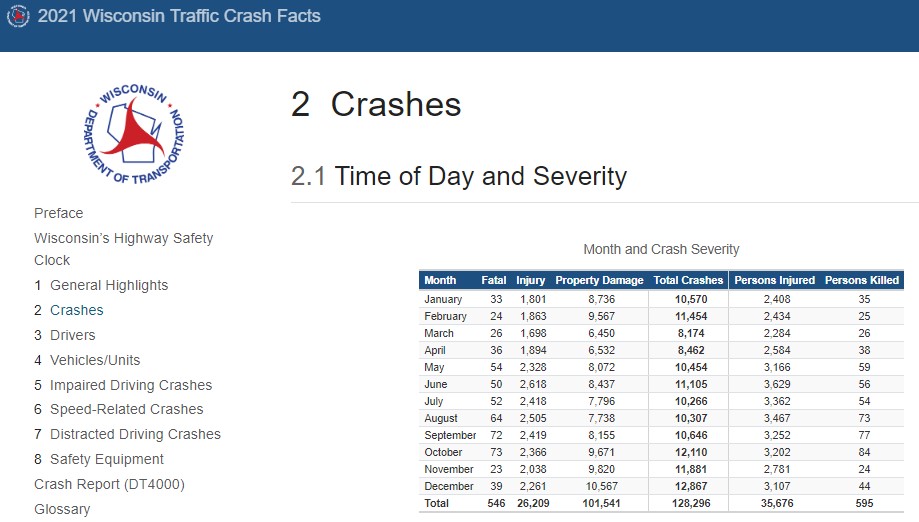 2021 Wisconsin Traffic Crash Facts
WISCONSIN
DEPARTMENT OF TRANSPORTATION
Preface
Wisconsin's Highway Safety
Clock
1 General Highlights
2 Crashes
3 Drivers
4 Vehicles/Units
5 Impaired Driving Crashes
6 Speed-Related Crashes
7 Distracted Driving Crashes
8 Safety Equipment
Crash Report (DT4000)
Glossary
2 Crashes
2.1 Time of Day and Severity
Month and Crash Severity
Month Fatal Injury Property Damage Total Crashes Persons Injured Persons Killed
January 33 1,801 8,736 10,570 2,408 35
February 24 1,863 9,567 11,454 2,434 25
March 26 1,698 6,450 8,174 2,284 26
April 36 1,894 6,532 8,462 2,584 38
May 54 2,328 8,072 10,454 3,166 59
June 50 2,618 8,437 11,105 3,629 56
July 52 2,418 7,796 10,266 3,362 54
August 64 2,505 7,738 10,307 3,467 73
September 72 2,419 8,155 10,646 3,252 77
October 73 2,366 9,671 12,110 3,202 84
November 23 2,038 9,820 11,881 2,781 24
December 39 2,261 10,567 12,867 3,107 44
Total 546 26,209 101,541 128,296 35,676 595